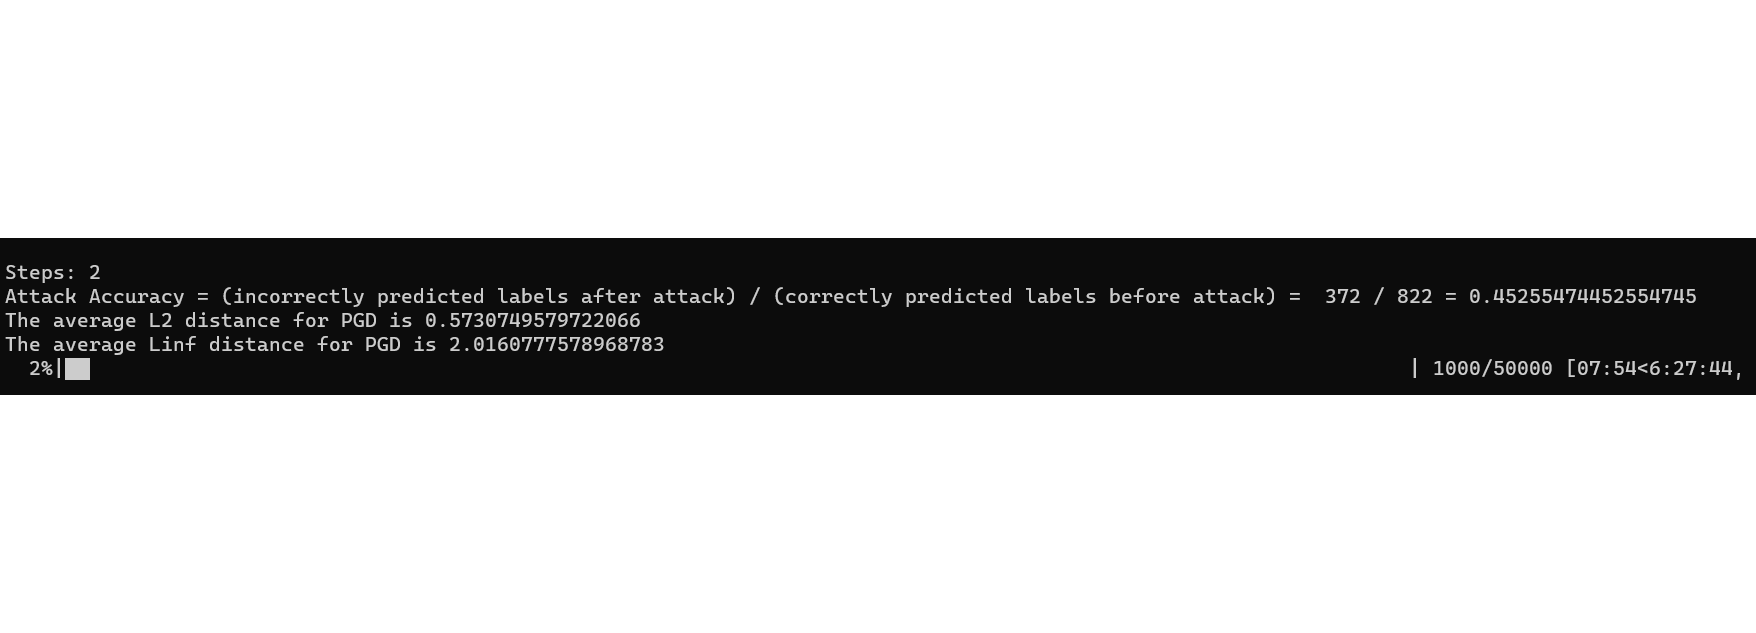 Steps: 2
Attack Accuracy = (incorrectly predicted labels after attack) / (correctly predicted labels before attack) =  372 / 822 = 0.45255474452554745
The average L2 distance for PGD is 0.5730749579722066
The average Linf distance for PGD is 2.0160777578968783
2%| | 1000/50000 [07:54<6:27:44,